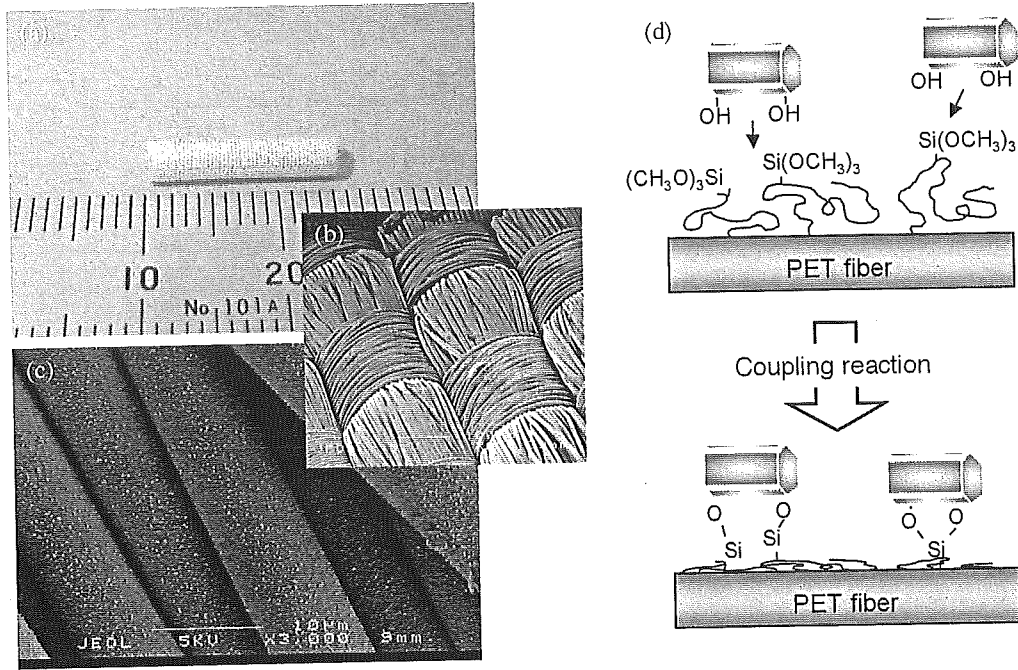 (a)
10
20
No. 101A
(b)
(c)
JEOL 5KV X3,000 10μm 9mm
(d)
OH OH
OH OH
Si(OCH₃)₃
Si(OCH₃)₃
(CH₃O)₃Si
PET fiber
Coupling reaction
O O
O O
Si Si
Si
PET fiber